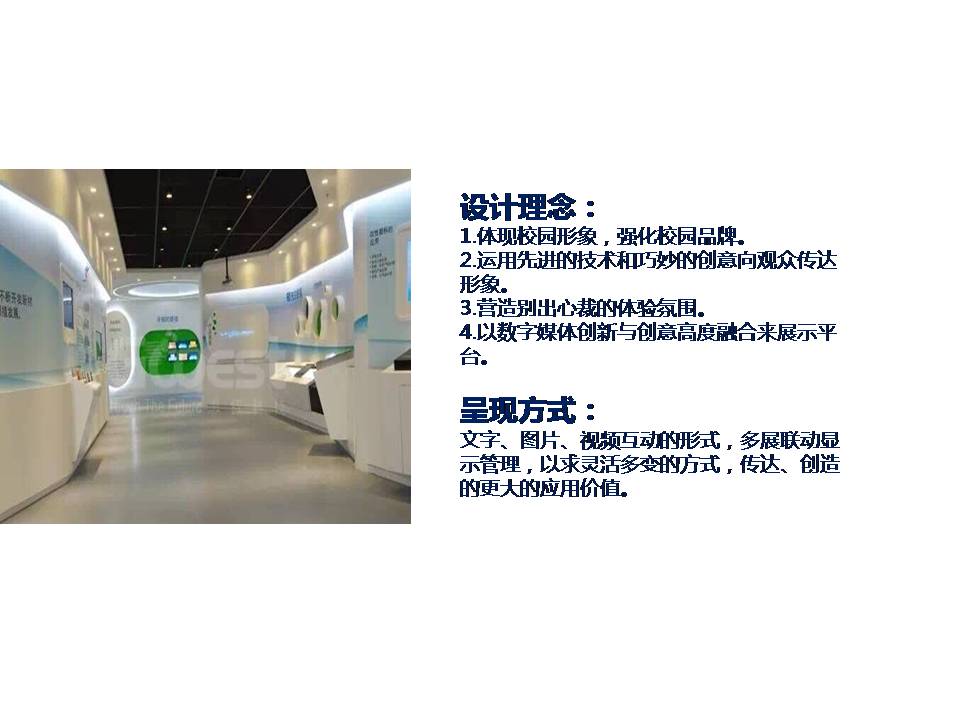 不断开发新材
设计理念：
1.体现校园形象，强化校园品牌。
2.运用先进的技术和巧妙的创意向观众传达
形象。
3.营造别出心裁的体验氛围。
4.以数字媒体创新与创意高度融合来展示平
台。
呈现方式：
文字、图片、视频互动的形式，多展联动显
示管理，以求灵活多变的方式，传达、创造
的更大的应用价值。